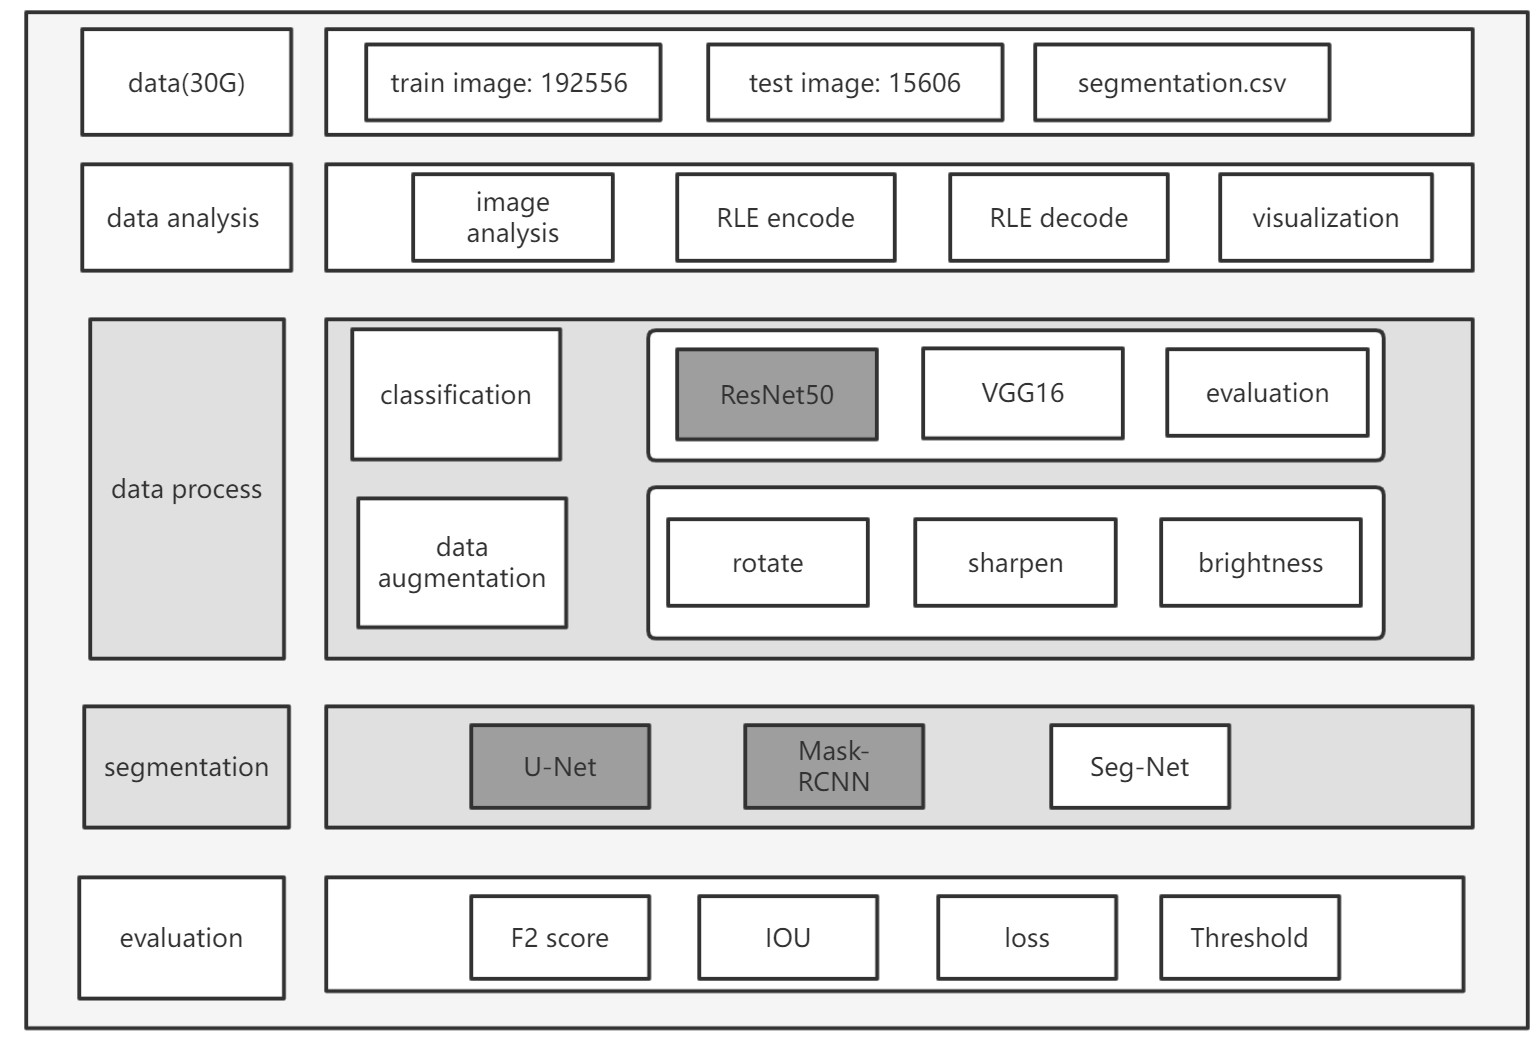 data(30G)
train image: 192556
test image: 15606
segmentation.csv
data analysis
image
analysis
RLE encode
RLE decode
visualization
data process
classification
ResNet50
VGG16
evaluation
data
augmentation
rotate
sharpen
brightness
segmentation
U-Net
Mask-
RCNN
Seg-Net
evaluation
F2 score
IOU
loss
Threshold